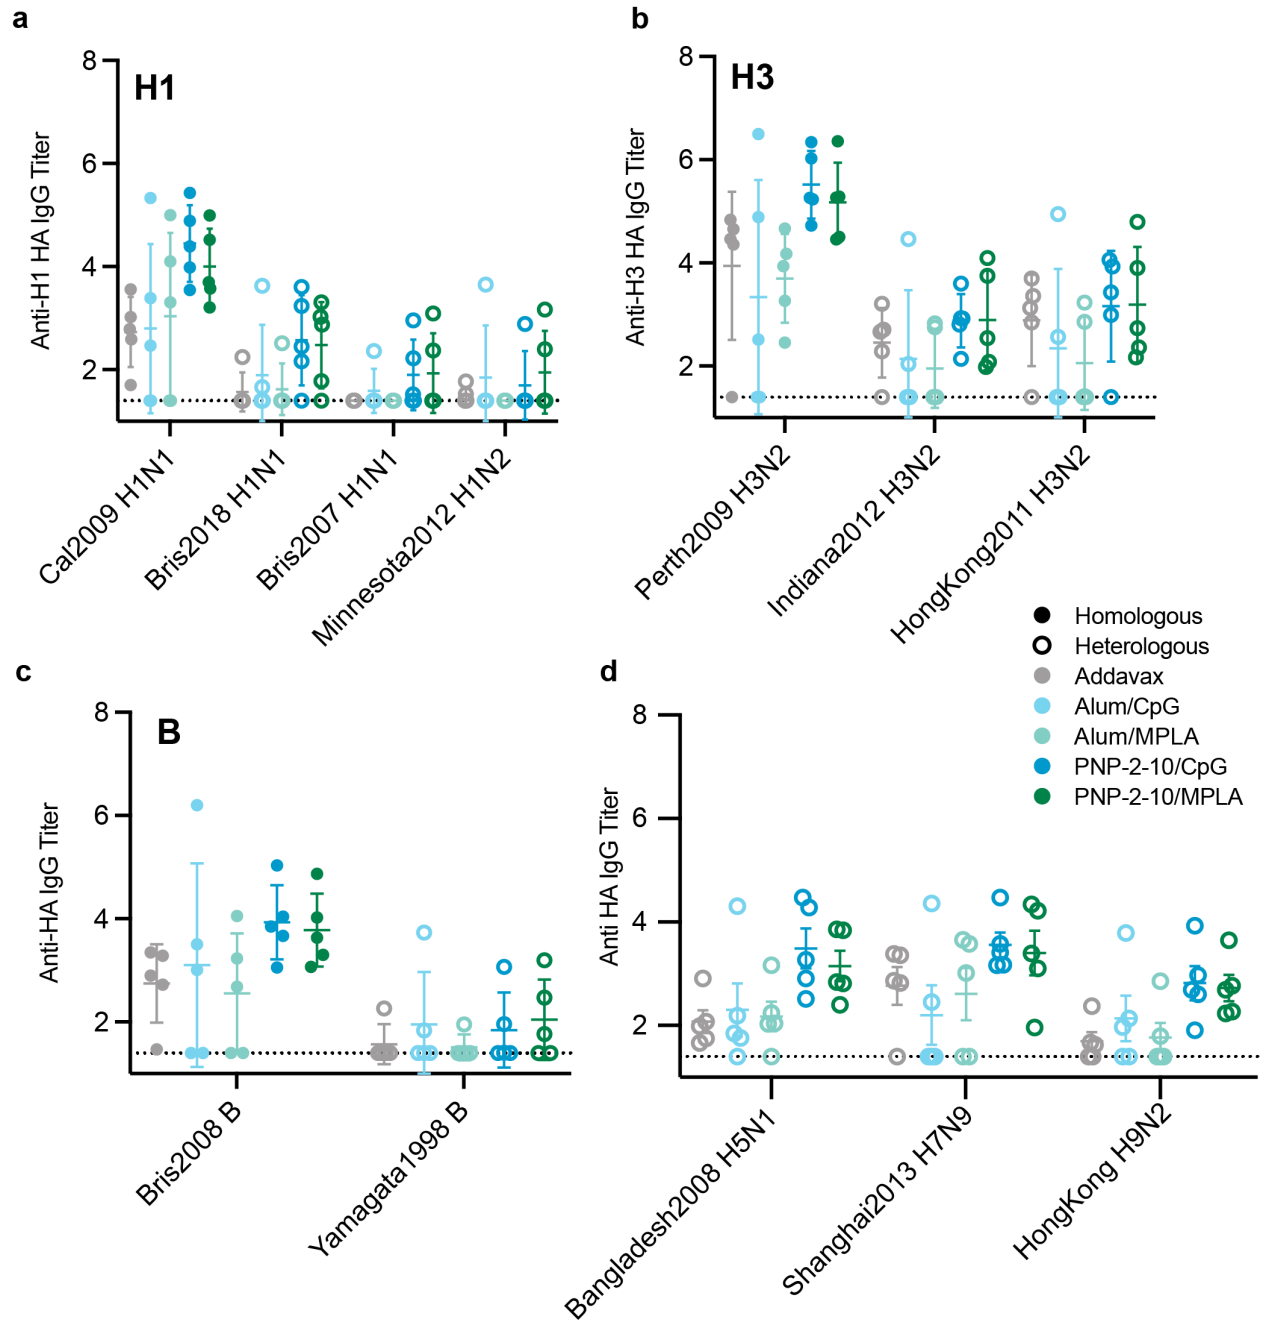 a
H1
Anti-H1 HA IgG Titer
8
6
4
2
Cal2009 H1N1
Bris2018 H1N1
Bris2007 H1N1
Minnesota2012 H1N2
b
H3
Anti-H3 HA IgG Titer
8
6
4
2
Perth2009 H3N2
Indiana2012 H3N2
HongKong2011 H3N2
Homologous
Heterologous
Addavax
Alum/CpG
Alum/MPLA
PNP-2-10/CpG
PNP-2-10/MPLA
c
B
Anti-HA IgG Titer
8
6
4
2
Bris2008 B
Yamagata1998 B
d
Anti HA IgG Titer
8
6
4
2
Bangladesh2008 H5N1
Shanghai2013 H7N9
HongKong H9N2